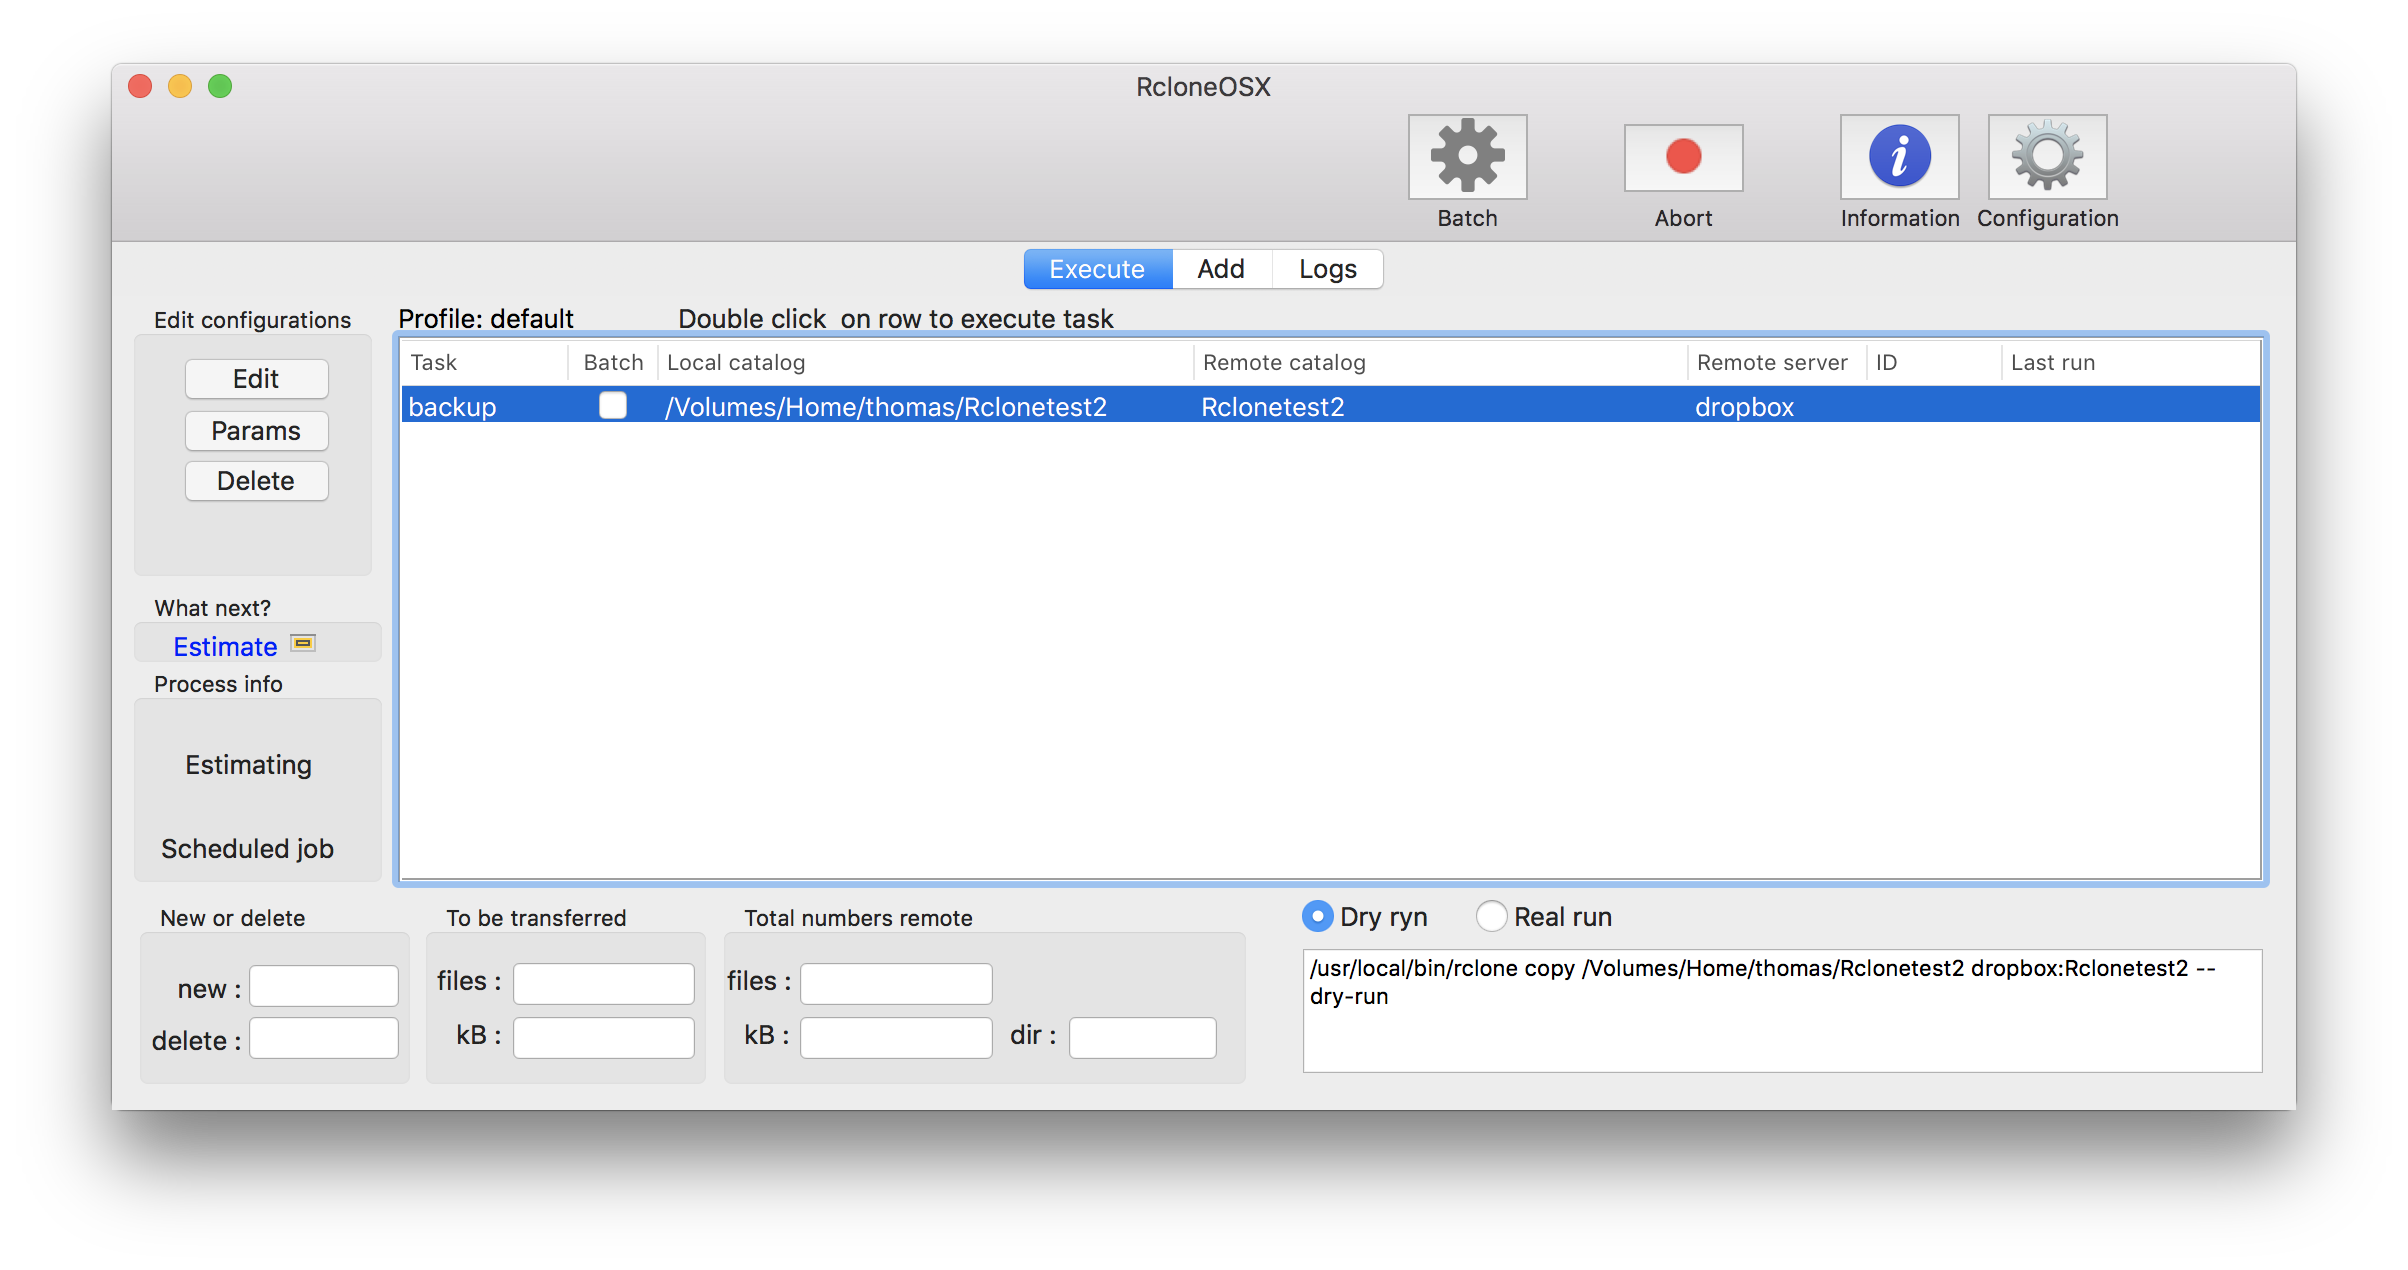 RcloneOSX
Batch
Abort
Information
Configuration
Execute
Add
Logs
Edit configurations
Profile: default
Double click  on row to execute task
Edit
Params
Delete
Task
Batch
Local catalog
Remote catalog
Remote server
ID
Last run
backup
/Volumes/Home/thomas/Rclonetest2
Rclonetest2
dropbox
What next?
Estimate
Process info
Estimating
Scheduled job
New or delete
new :
delete :
To be transferred
files :
kB :
Total numbers remote
files :
kB :
dir :
Dry ryn
Real run
/usr/local/bin/rclone copy /Volumes/Home/thomas/Rclonetest2 dropbox:Rclonetest2 --
dry-run